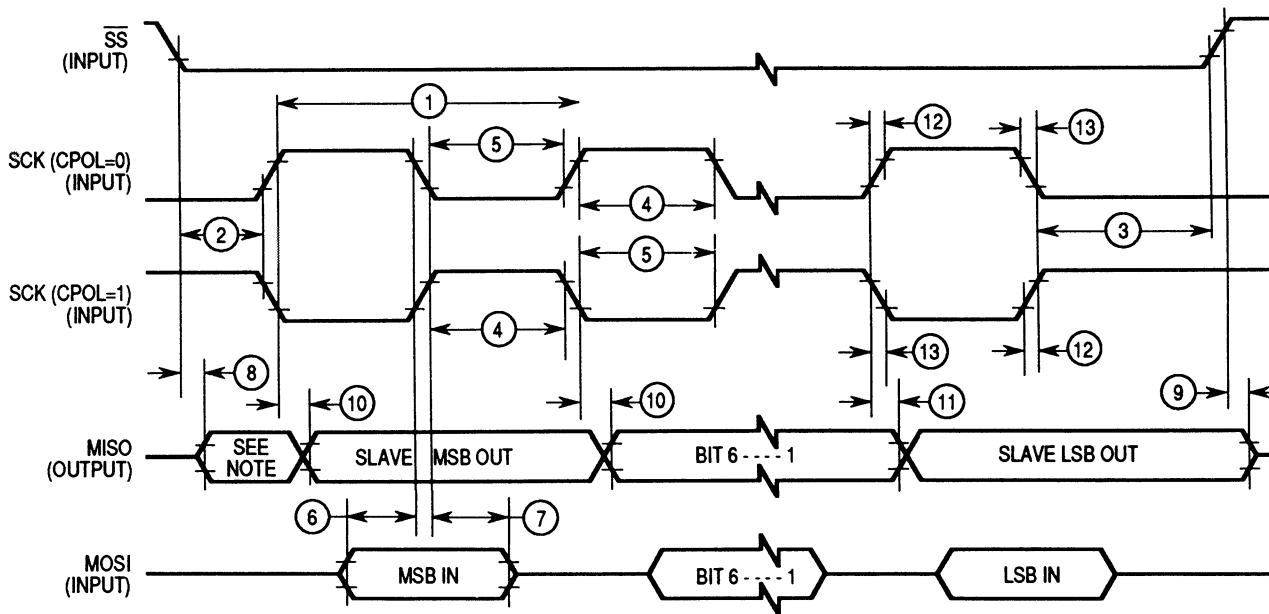 SS
(INPUT)
1
12
13
5
SCK (CPOL=0)
(INPUT)
4
2
3
5
SCK (CPOL=1)
(INPUT)
4
13
12
8
9
10
10
11
MISO
(OUTPUT)
SEE
NOTE
SLAVE MSB OUT
BIT 6 - - - - 1
SLAVE LSB OUT
6
7
MOSI
(INPUT)
MSB IN
BIT 6 - - - - 1
LSB IN